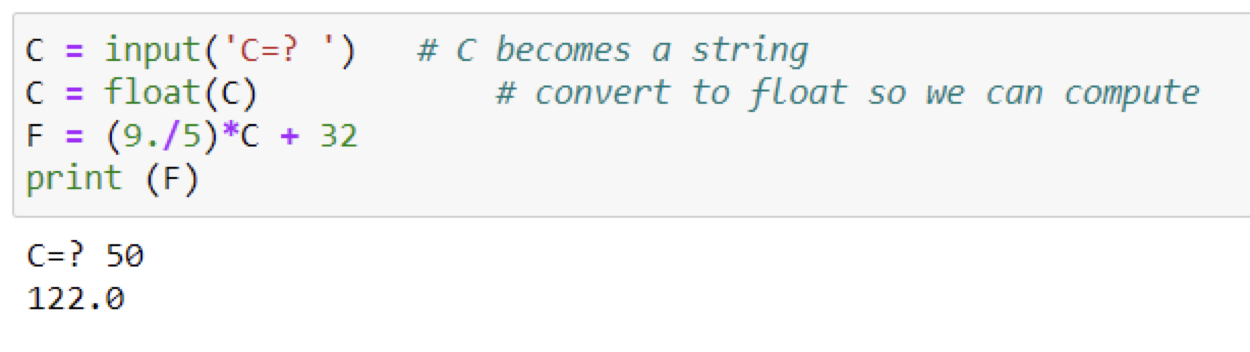 C = input('C=? ')   # C becomes a string
C = float(C)            # convert to float so we can compute
F = (9./5)*C + 32
print (F)
C=? 50
122.0